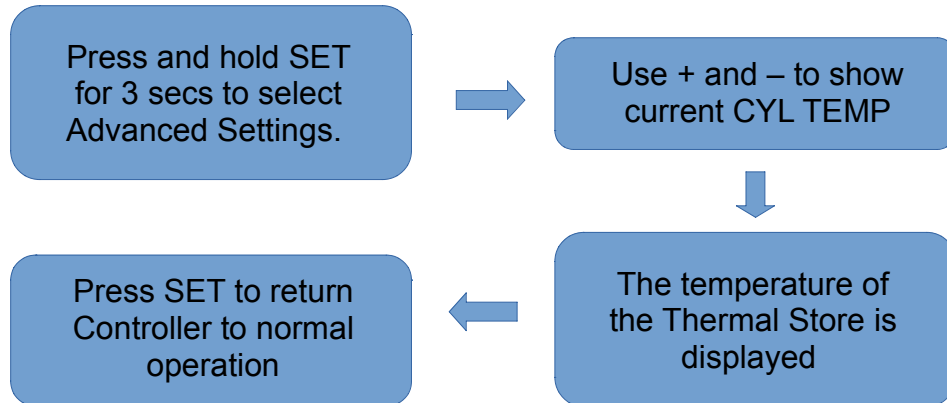 Press and hold SET
for 3 secs to select
Advanced Settings.
Use + and – to show
current CYL TEMP
The temperature of
the Thermal Store is
displayed
Press SET to return
Controller to normal
operation